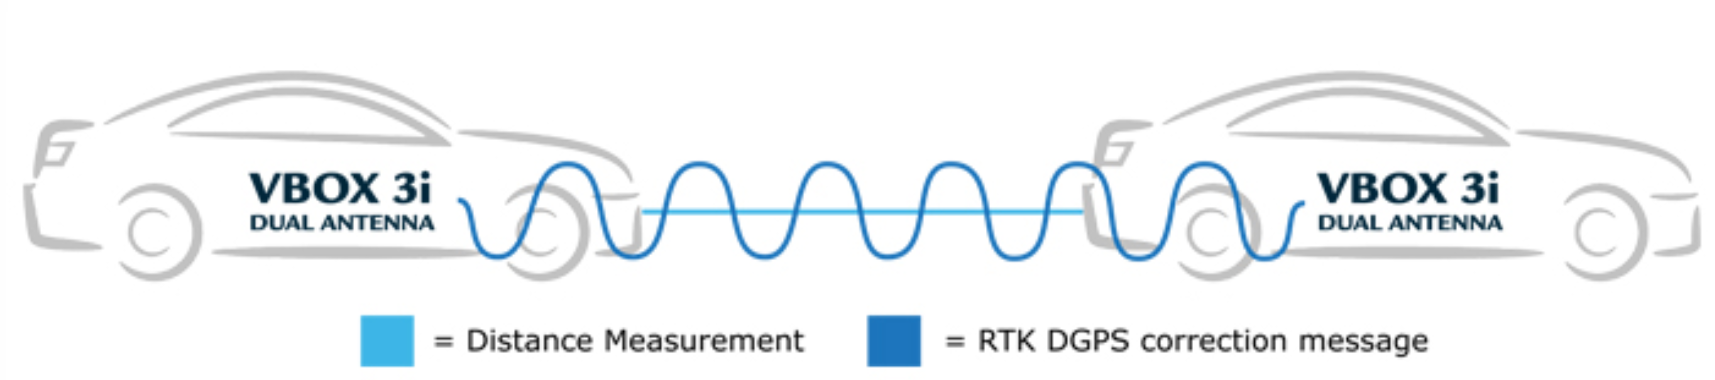 VBOX 3i
DUAL ANTENNA
VBOX 3i
DUAL ANTENNA
= Distance Measurement
= RTK DGPS correction message